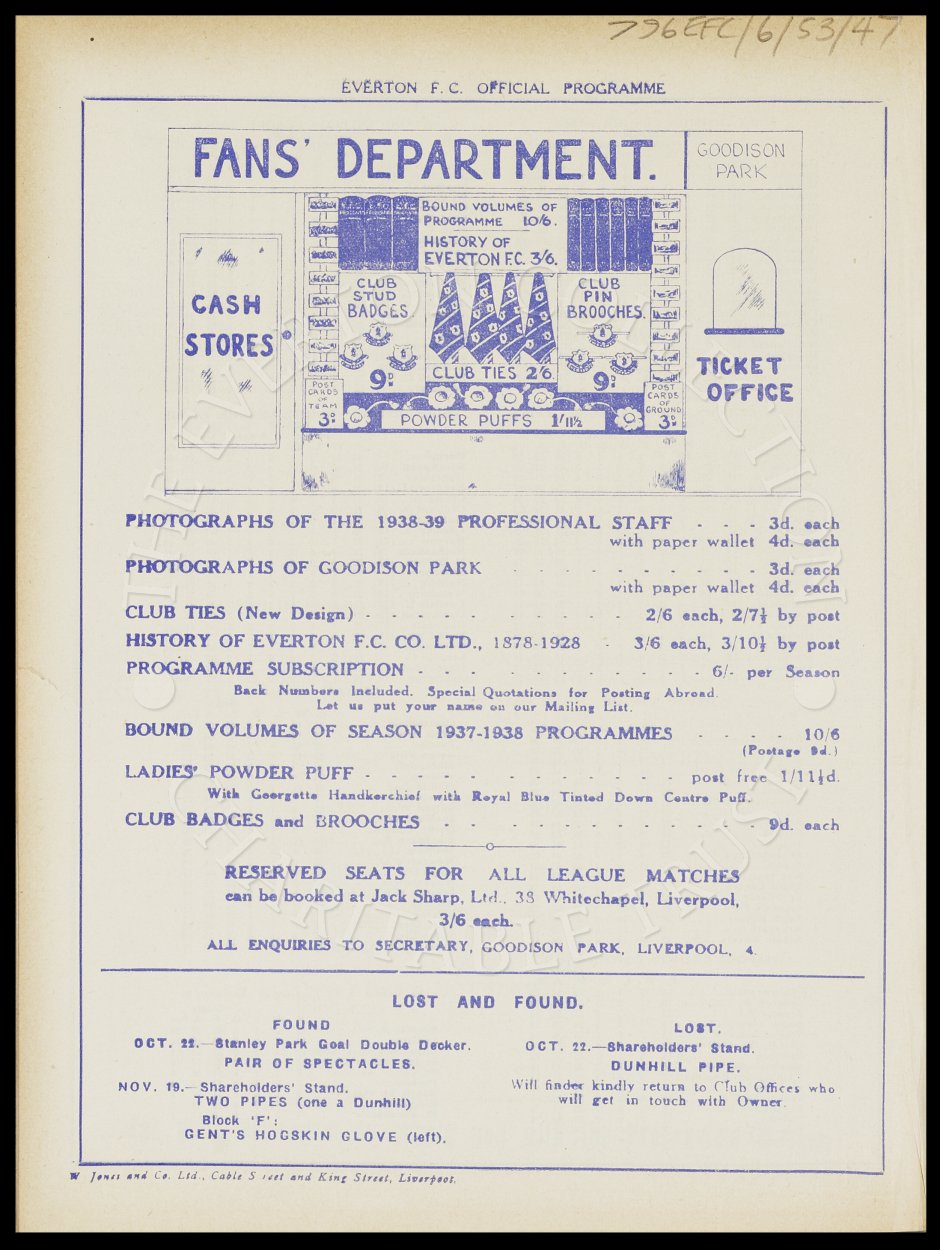 796EFC/6/53/47
EVERTON F.C. OFFICIAL PROGRAMME
FANS' DEPARTMENT.
GOODISON
PARK
BOUND VOLUMES OF
PROGRAMME 10/6.
HISTORY OF
EVERTON F.C. 3/6.
CASH
STORES
CLUB
STUD
BADGES.
9D.
CLUB TIES 2/6.
CLUB
PIN
BROOCHES.
9D.
TICKET
OFFICE
POST
CARDS
OF
TEAM
3D.
POWDER PUFFS 1/11½
POST
CARDS
OF
GROUND
3D.
PHOTOGRAPHS OF THE 1938-39 PROFESSIONAL STAFF - - - 3d. each
with paper wallet 4d. each
PHOTOGRAPHS OF GOODISON PARK - - - - - - - - - - 3d. each
with paper wallet 4d. each
CLUB TIES (New Design) - - - - - - - - - - - 2/6 each, 2/7½ by post
HISTORY OF EVERTON F.C. CO. LTD., 1878-1928 - 3/6 each, 3/10½ by post
PROGRAMME SUBSCRIPTION - - - - - - - - - - - 6/- per Season
Back Numbers Included. Special Quotations for Posting Abroad.
Let us put your name on our Mailing List.
BOUND VOLUMES OF SEASON 1937-1938 PROGRAMMES - - - - 10/6
(Postage 9d.)
LADIES' POWDER PUFF - - - - - - - - - - - - post free 1/11½d.
With Georgette Handkerchief with Royal Blue Tinted Down Centre Puff.
CLUB BADGES and BROOCHES - - - - - - - - - - - - 9d. each
RESERVED SEATS FOR ALL LEAGUE MATCHES
can be booked at Jack Sharp, Ltd., 38 Whitechapel, Liverpool,
3/6 each.
ALL ENQUIRIES TO SECRETARY, GOODISON PARK, LIVERPOOL, 4.
LOST AND FOUND.
FOUND
OCT. 22.—Stanley Park Goal Double Decker.
PAIR OF SPECTACLES.
NOV. 19.—Shareholders' Stand.
TWO PIPES (one a Dunhill)
Block 'F':
GENT'S HOGSKIN GLOVE (left).
LOST.
OCT. 22.—Shareholders' Stand.
DUNHILL PIPE.
Will finder kindly return to Club Offices who
will get in touch with Owner.
W Jones and Co. Ltd., Cable Street and King Street, Liverpool.
THE EVERTON COLLECTION
CHARITABLE TRUST